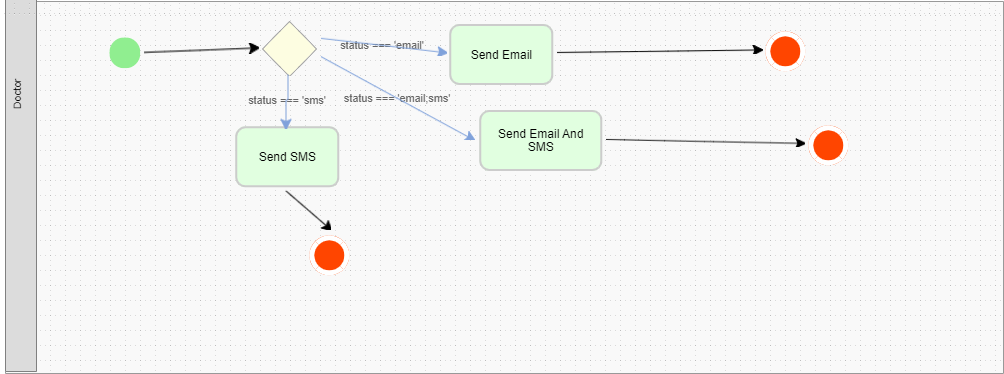 Doctor
status === 'email'
Send Email
status === 'sms'
status === 'email;sms'
Send Email And
SMS
Send SMS